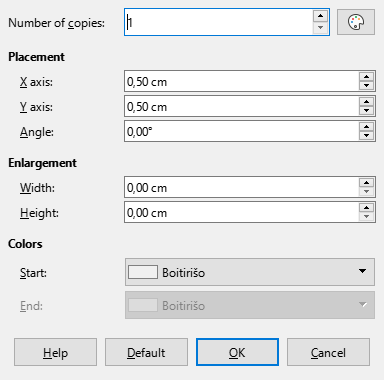 Number of copies: 1
Placement
X axis: 0,50 cm
Y axis: 0,50 cm
Angle: 0,00°
Enlargement
Width: 0,00 cm
Height: 0,00 cm
Colors
Start: Boitirišo
End: Boitirišo
Help Default OK Cancel